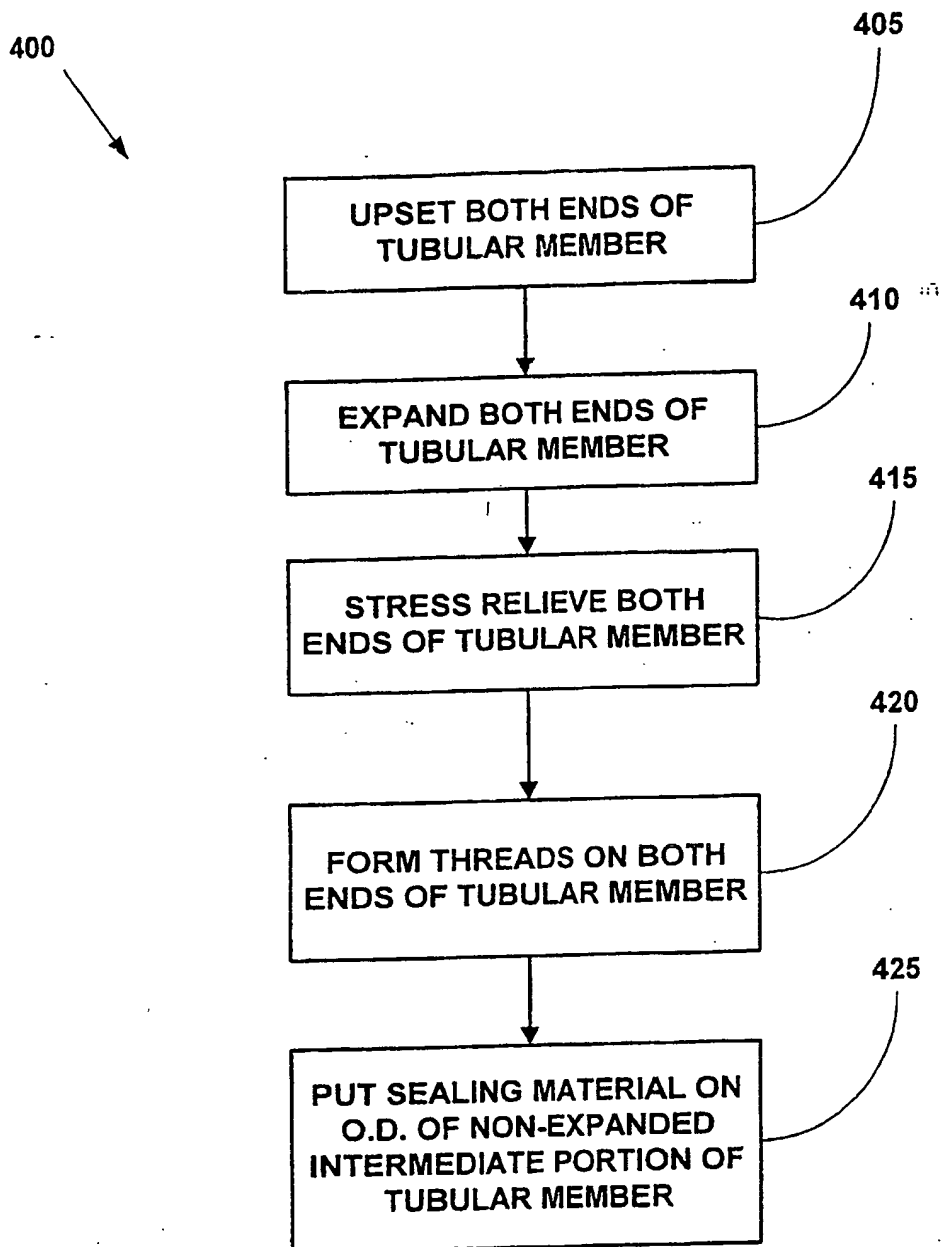 400
405
UPSET BOTH ENDS OF
TUBULAR MEMBER
410
EXPAND BOTH ENDS OF
TUBULAR MEMBER
415
STRESS RELIEVE BOTH
ENDS OF TUBULAR MEMBER
420
FORM THREADS ON BOTH
ENDS OF TUBULAR MEMBER
425
PUT SEALING MATERIAL ON
O.D. OF NON-EXPANDED
INTERMEDIATE PORTION OF
TUBULAR MEMBER